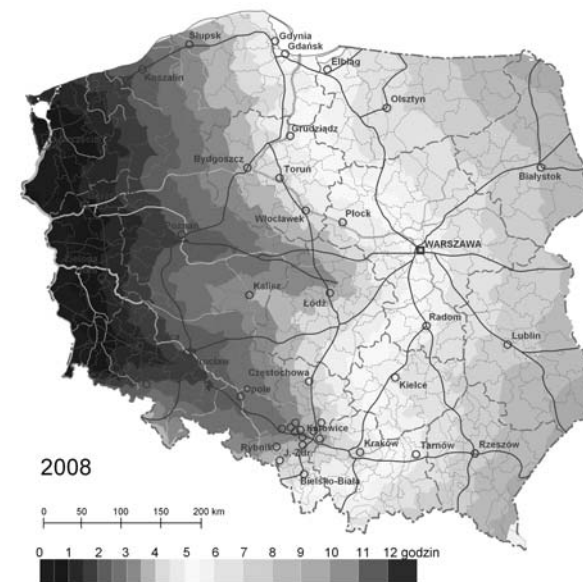 Słupsk
Gdynia
Gdańsk
Koszalin
Elbląg
Olsztyn
Grudziądz
Bydgoszcz
Toruń
Białystok
Włocławek
Płock
WARSZAWA
Kalisz
Łódź
Radom
Lublin
Częstochowa
Kielce
Opole
Katowice
Rybnik
J.-Zdr.
Kraków
Tarnów
Rzeszów
Bielsko-Biała
2008
0 50 100 150 200 km
0 1 2 3 4 5 6 7 8 9 10 11 12 godzin